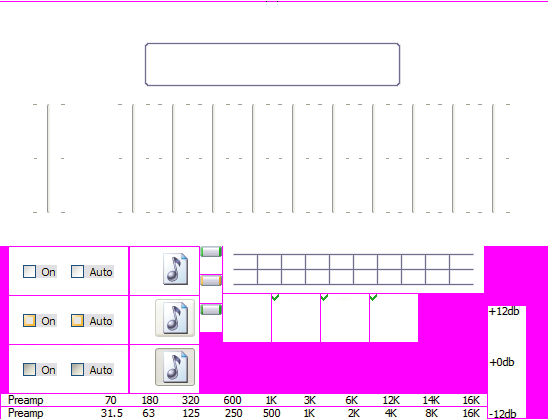 On Auto
On Auto
+12db
+0db
On Auto
Preamp 70 180 320 600 1K 3K 6K 12K 14K 16K
Preamp 31.5 63 125 250 500 1K 2K 4K 8K 16K
-12db